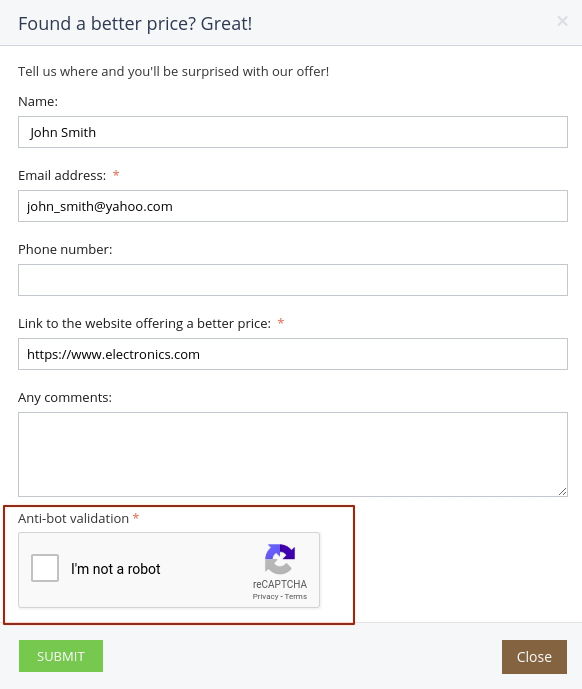 Found a better price? Great!
×
Tell us where and you'll be surprised with our offer!
Name:
John Smith
Email address: *
john_smith@yahoo.com
Phone number:
Link to the website offering a better price: *
https://www.electronics.com
Any comments:
Anti-bot validation *
I'm not a robot
reCAPTCHA
Privacy - Terms
SUBMIT
Close